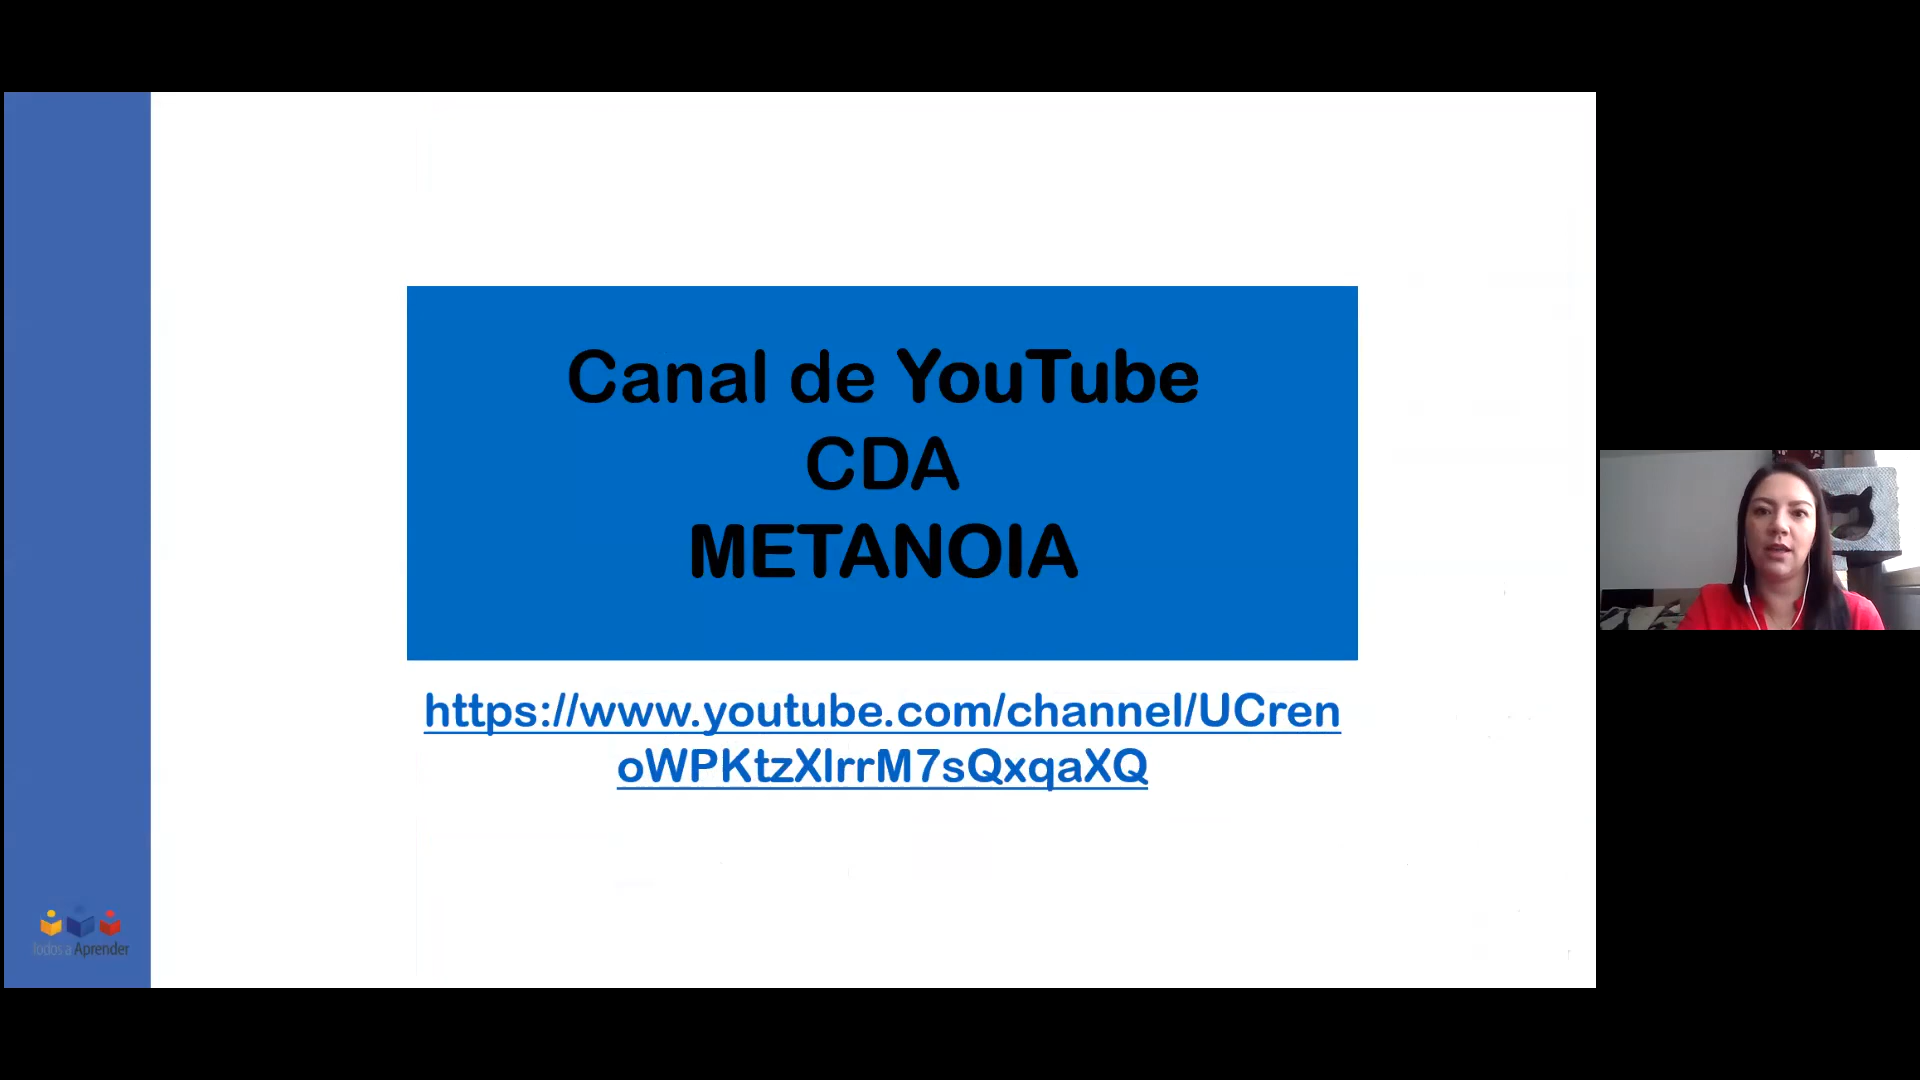 Canal de YouTube
CDA
METANOIA
https://www.youtube.com/channel/UCren
oWPKtzXlrrM7sQxqaXQ
Todos a Aprender